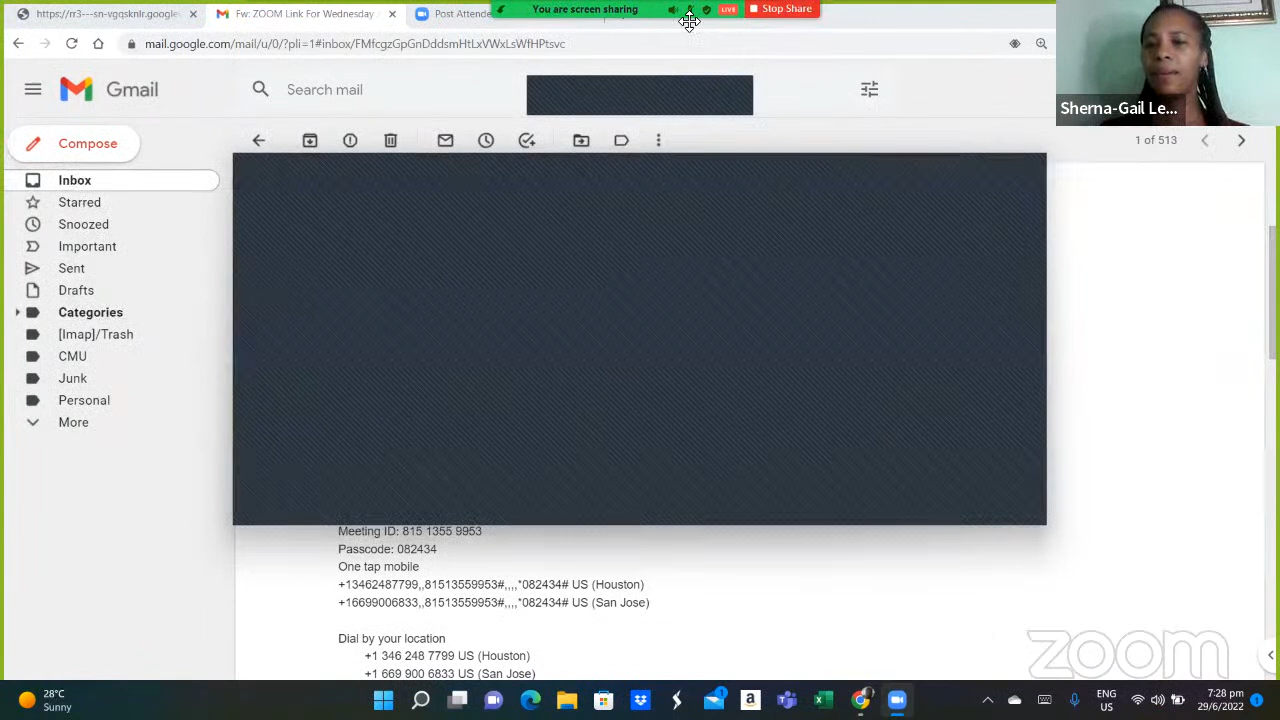 https://rr3---sn-vgqsknlr.google
Fw: ZOOM Link For Wednesday
Post Attende
You are screen sharing
LIVE
Stop Share
mail.google.com/mail/u/0/?pli=1#inbox/FMfcgzGpGnDddsmHtLxVWxLsWfHPtsvc
Sherna-Gail Le...
Gmail
Search mail
Compose
1 of 513
Inbox
Starred
Snoozed
Important
Sent
Drafts
Categories
[Imap]/Trash
CMU
Junk
Personal
More
Meeting ID: 815 1355 9953
Passcode: 082434
One tap mobile
+13462487799,,81513559953#,,,,*082434# US (Houston)
+16699006833,,81513559953#,,,,*082434# US (San Jose)
Dial by your location
+1 346 248 7799 US (Houston)
+1 669 900 6833 US (San Jose)
zoom
28°C
Sunny
1
a
ENG
US
7:28 pm
29/6/2022
1